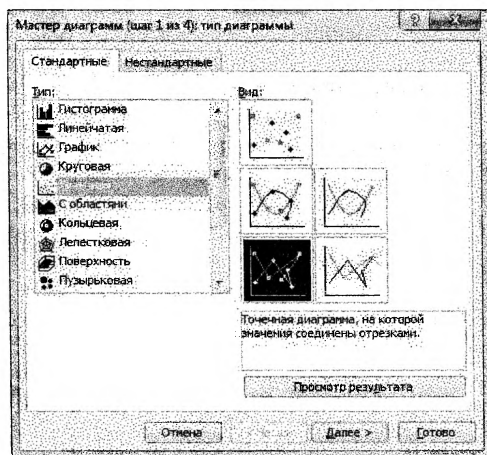 Мастер диаграмм (шаг 1 из 4): тип диаграммы
Стандартные Нестандартные
Тип:
Гистограмма
Линейчатая
График
Круговая
С областями
Кольцевая
Лепестковая
Поверхность
Пузырьковая
Вид:
Точечная диаграмма, на которой
значения соединены отрезками.
Просмотр результата
Отмена
Далее >
Готово